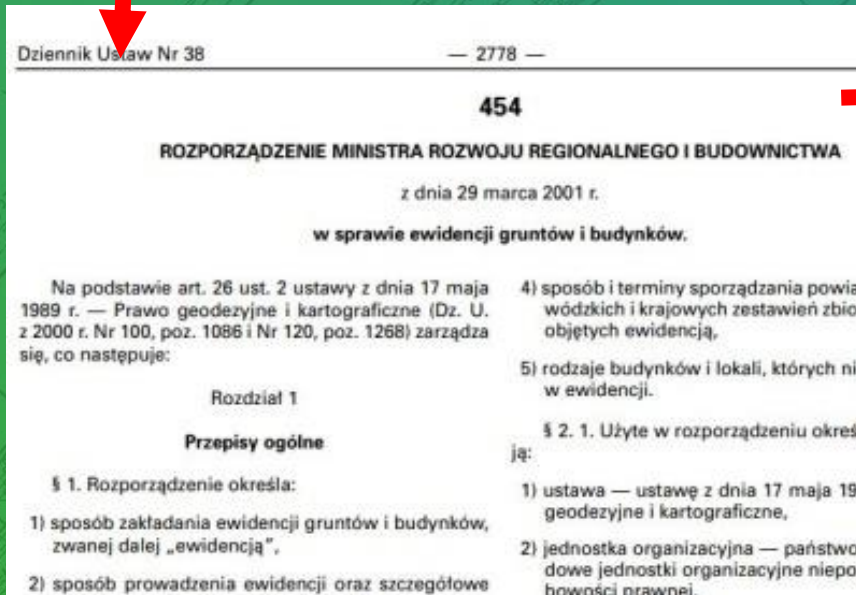 Dziennik Ustaw Nr 38
— 2778 —
454
ROZPORZĄDZENIE MINISTRA ROZWOJU REGIONALNEGO I BUDOWNICTWA
z dnia 29 marca 2001 r.
w sprawie ewidencji gruntów i budynków.
Na podstawie art. 26 ust. 2 ustawy z dnia 17 maja
1989 r. — Prawo geodezyjne i kartograficzne (Dz. U.
z 2000 r. Nr 100, poz. 1086 i Nr 120, poz. 1268) zarządza
się, co następuje:
Rozdział 1
Przepisy ogólne
§ 1. Rozporządzenie określa:
1) sposób zakładania ewidencji gruntów i budynków,
zwanej dalej „ewidencją",
2) sposób prowadzenia ewidencji oraz szczegółowe
4) sposób i terminy sporządzania
wódzkich i krajowych zestawień
objętych ewidencją,
5) rodzaje budynków i lokali, których
w ewidencji.
§ 2. 1. Użyte w rozporządzeniu
ją:
1) ustawa — ustawę z dnia 17 maja
geodezyjne i kartograficzne,
2) jednostka organizacyjna —
dowe jednostki organizacyjne
bowości prawnej,